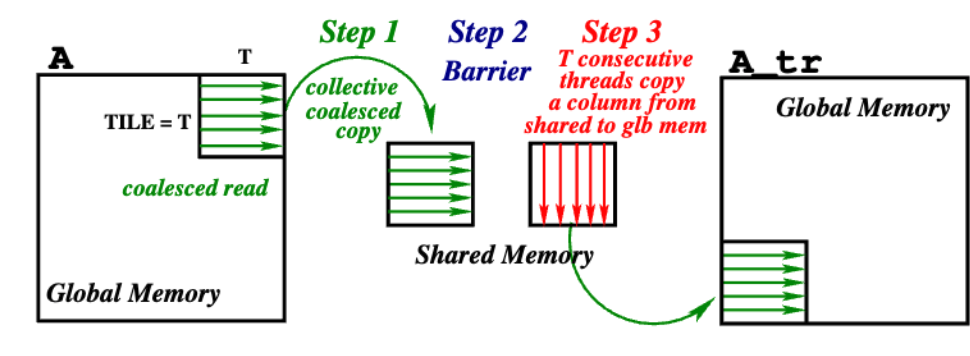 A
T
TILE = T
coalesced read
Global Memory
Step 1
collective
coalesced
copy
Step 2
Barrier
Step 3
T consecutive
threads copy
a column from
shared to glb mem
Shared Memory
A_tr
Global Memory